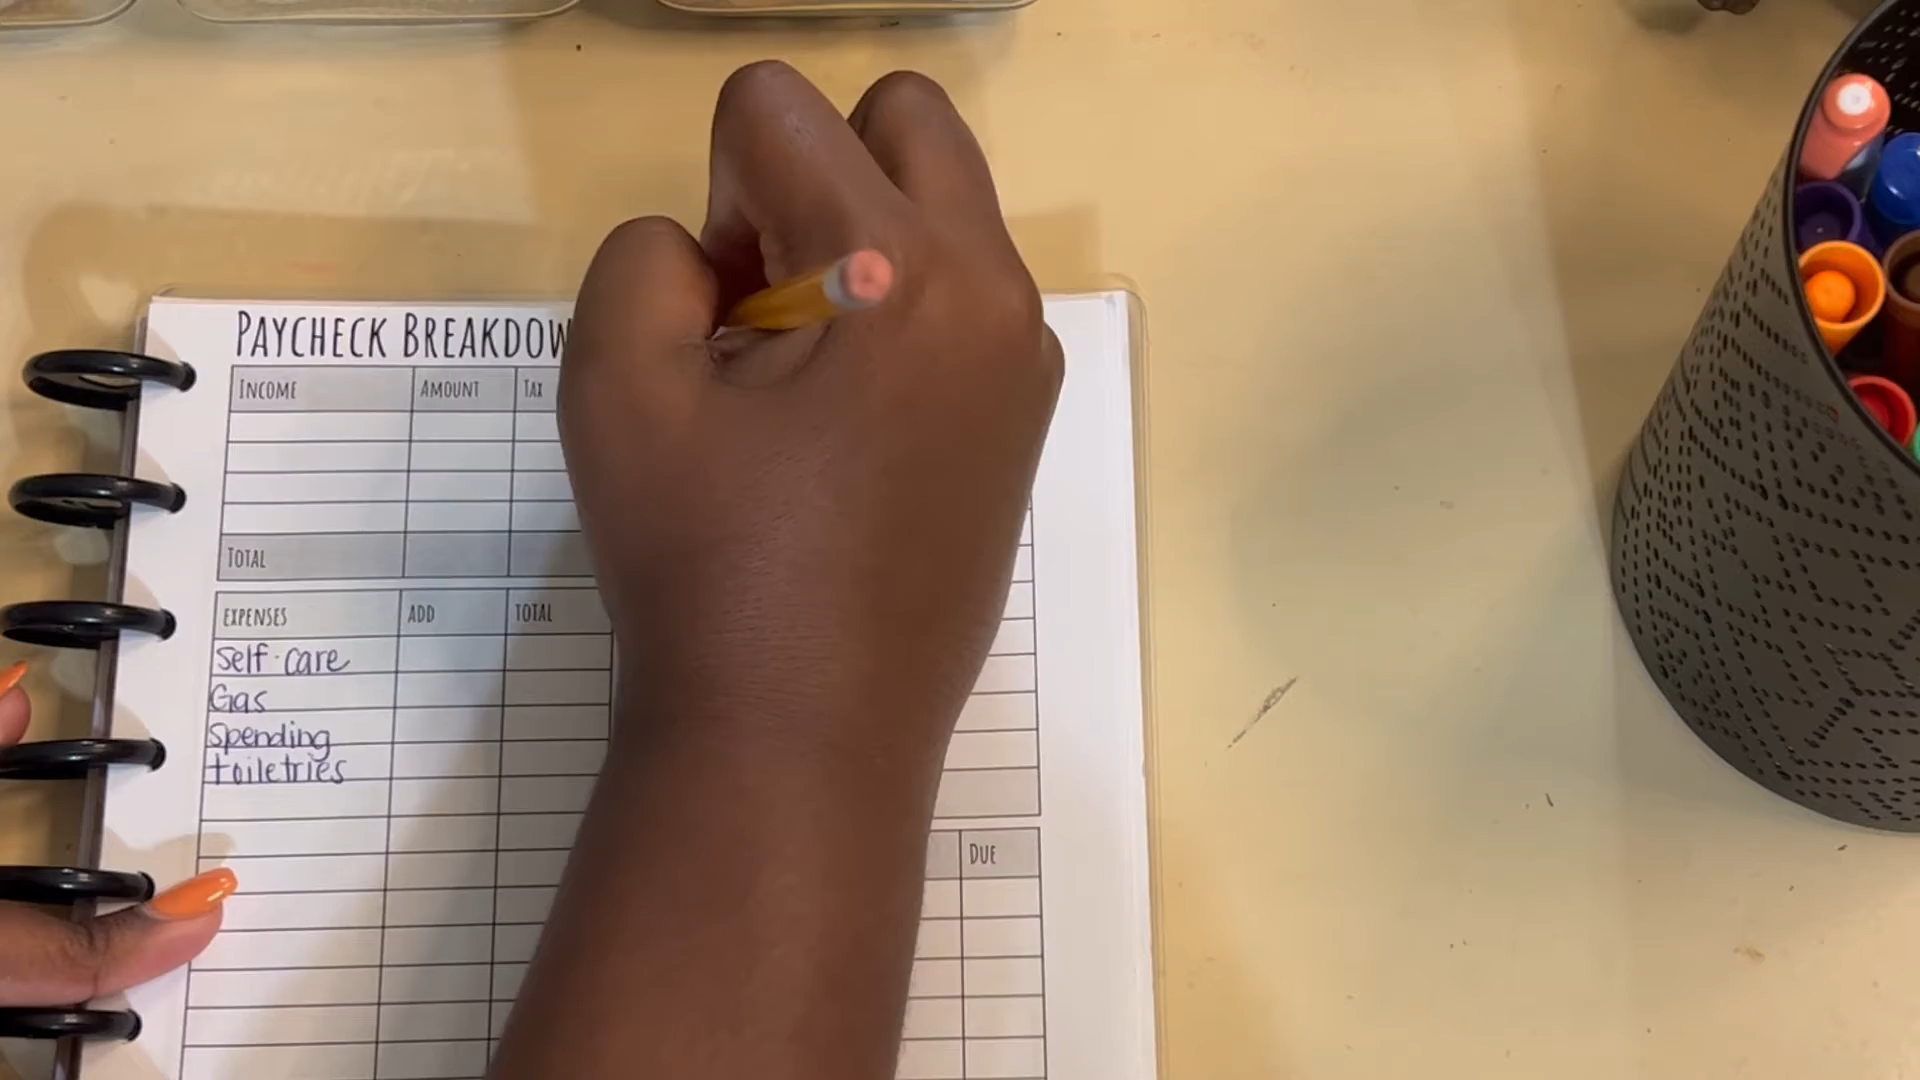 PAYCHECK BREAKDOW
INCOME AMOUNT TAX
TOTAL
EXPENSES ADD TOTAL
Self-care
Gas
Spending
toiletries
DUE